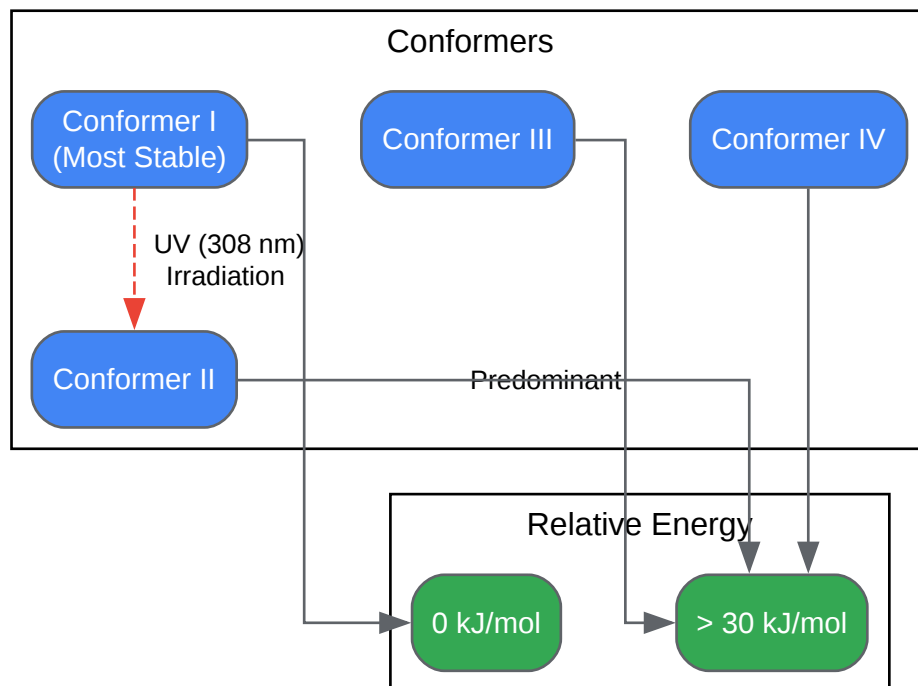 Conformers
Conformer I
(Most Stable)
Conformer III
Conformer IV
UV (308 nm)
Irradiation
Conformer II
Predominant
Relative Energy
0 kJ/mol
> 30 kJ/mol